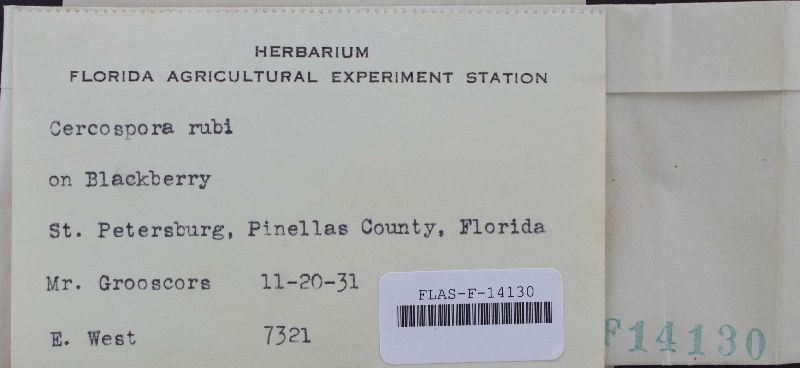 HERBARIUM
FLORIDA AGRICULTURAL EXPERIMENT STATION
Cercospora rubi
on Blackberry
St. Petersburg, Pinellas County, Florida
Mr. Grooscors 11-20-31
E. West 7321
FLAS-F-14130
F14130